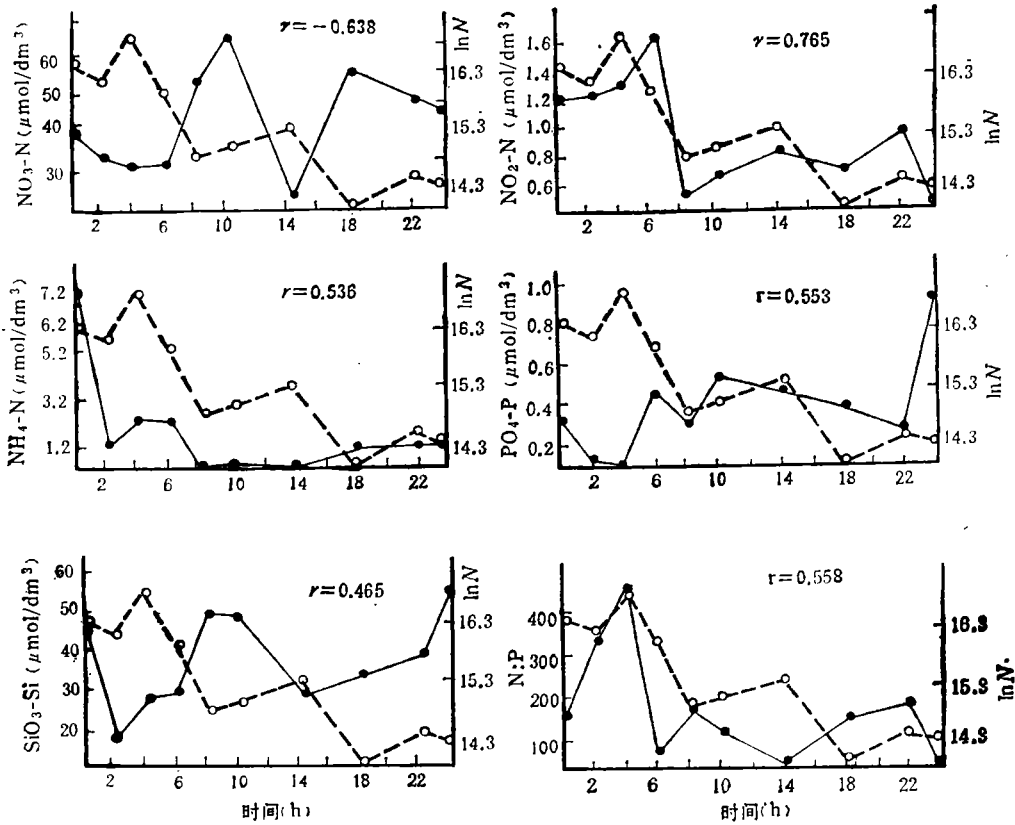 r=-0.638
NO₃-N (μmol/dm³)
60
50
40
30
lnN
16.3
15.3
14.3
2 6 10 14 18 22
r=0.765
NO₂-N (μmol/dm³)
1.6
1.4
1.2
1.0
0.8
0.6
lnN
16.3
15.3
14.3
2 6 10 14 18 22
r=0.536
NH₄-N (μmol/dm³)
7.2
6.2
5.2
3.2
1.2
lnN
16.3
15.3
14.3
2 6 10 14 18 22
r=0.553
PO₄-P (μmol/dm³)
1.0
0.8
0.6
0.4
0.2
lnN
16.3
15.3
14.3
2 6 10 14 18 22
r=0.465
SiO₃-Si (μmol/dm³)
60
50
40
30
20
lnN
16.3
15.3
14.3
2 6 10 14 18 22
时间(h)
r=0.558
N:P
400
300
200
100
lnN.
16.3
15.3
14.3
2 6 10 14 18 22
时间(h)